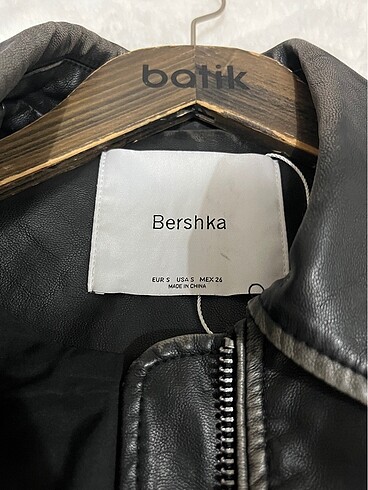 batik
Bershka
EUR S USA S MEX 26
MADE IN CHINA